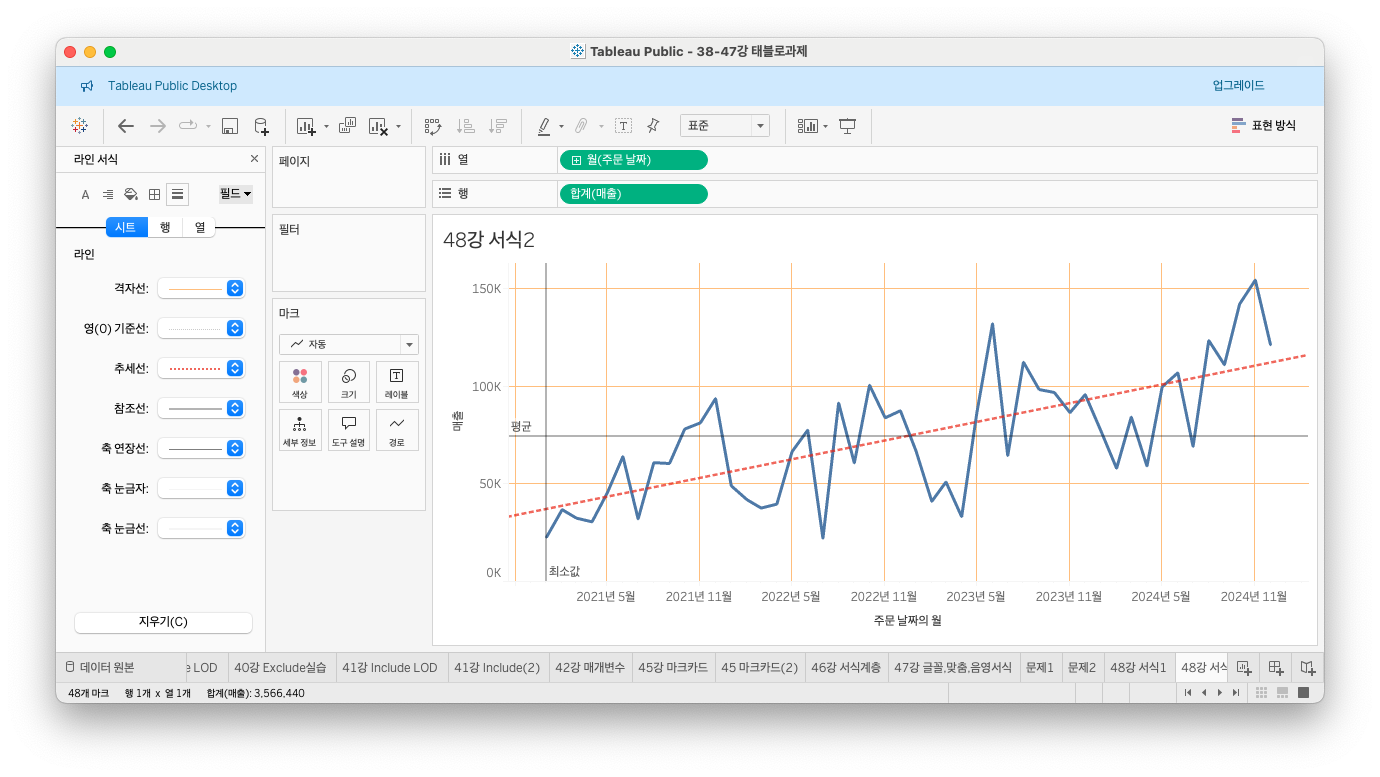 Tableau Public - 38-47강 태블로과제
Tableau Public Desktop
업그레이드
표준
표현 방식
라인 서식
A
필드
시트 행 열
라인
격자선:
영(0) 기준선:
추세선:
참조선:
축 연장선:
축 눈금자:
축 눈금선:
지우기(C)
페이지
필터
마크
자동
색상 크기 레이블
세부 정보 도구 설명 경로
열 월(주문 날짜)
행 합계(매출)
48강 서식2
150K
100K
50K
0K
매출
평균
최소값
2021년 5월 2021년 11월 2022년 5월 2022년 11월 2023년 5월 2023년 11월 2024년 5월 2024년 11월
주문 날짜의 월
데이터 원본 e LOD 40강 Exclude실습 41강 Include LOD 41강 Include(2) 42강 매개변수 45강 마크카드 45 마크카드(2) 46강 서식계층 47강 글꼴,맞춤,음영서식 문제1 문제2 48강 서식1 48강 서식
48개 마크 행 1개 x 열 1개 합계(매출): 3,566,440